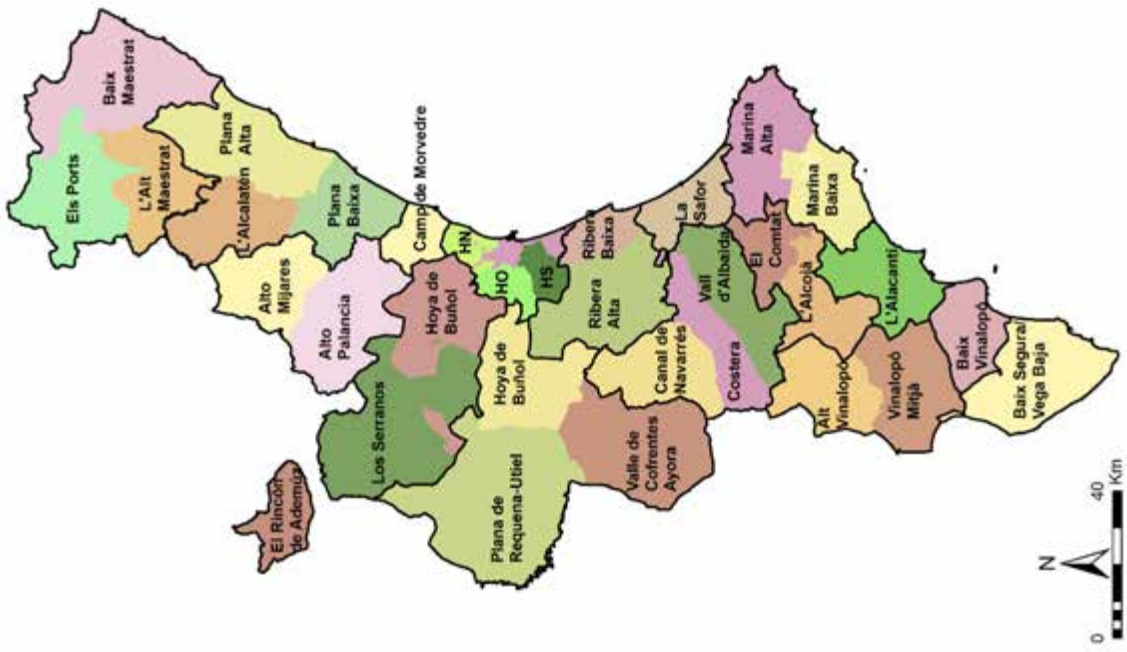 Els Ports
Baix
Maestrat
L'Alt
Maestrat
Plana
Alta
L'Alcalatén
Plana
Baixa
Alto
Mijares
Alto
Palancia
Camp de Morvedre
El Rincón
de Ademúz
Los Serranos
Hoya de
Buñol
HN
HO
HS
Plana de
Requena-Utiel
Hoya de
Buñol
Ribera
Alta
Ribera
Baixa
La
Safor
Valle de
Cofrentes
Ayora
Canal de
Navarrés
Costera
Vall
d'Albaida
El
Comtat
Marina
Alta
Marina
Baixa
L'Alcojà
L'Alacantí
Alt
Vinalopó
Vinalopó
Mitjà
Baix
Vinalopó
Baix Segura/
Vega Baja
N
0
40
Km